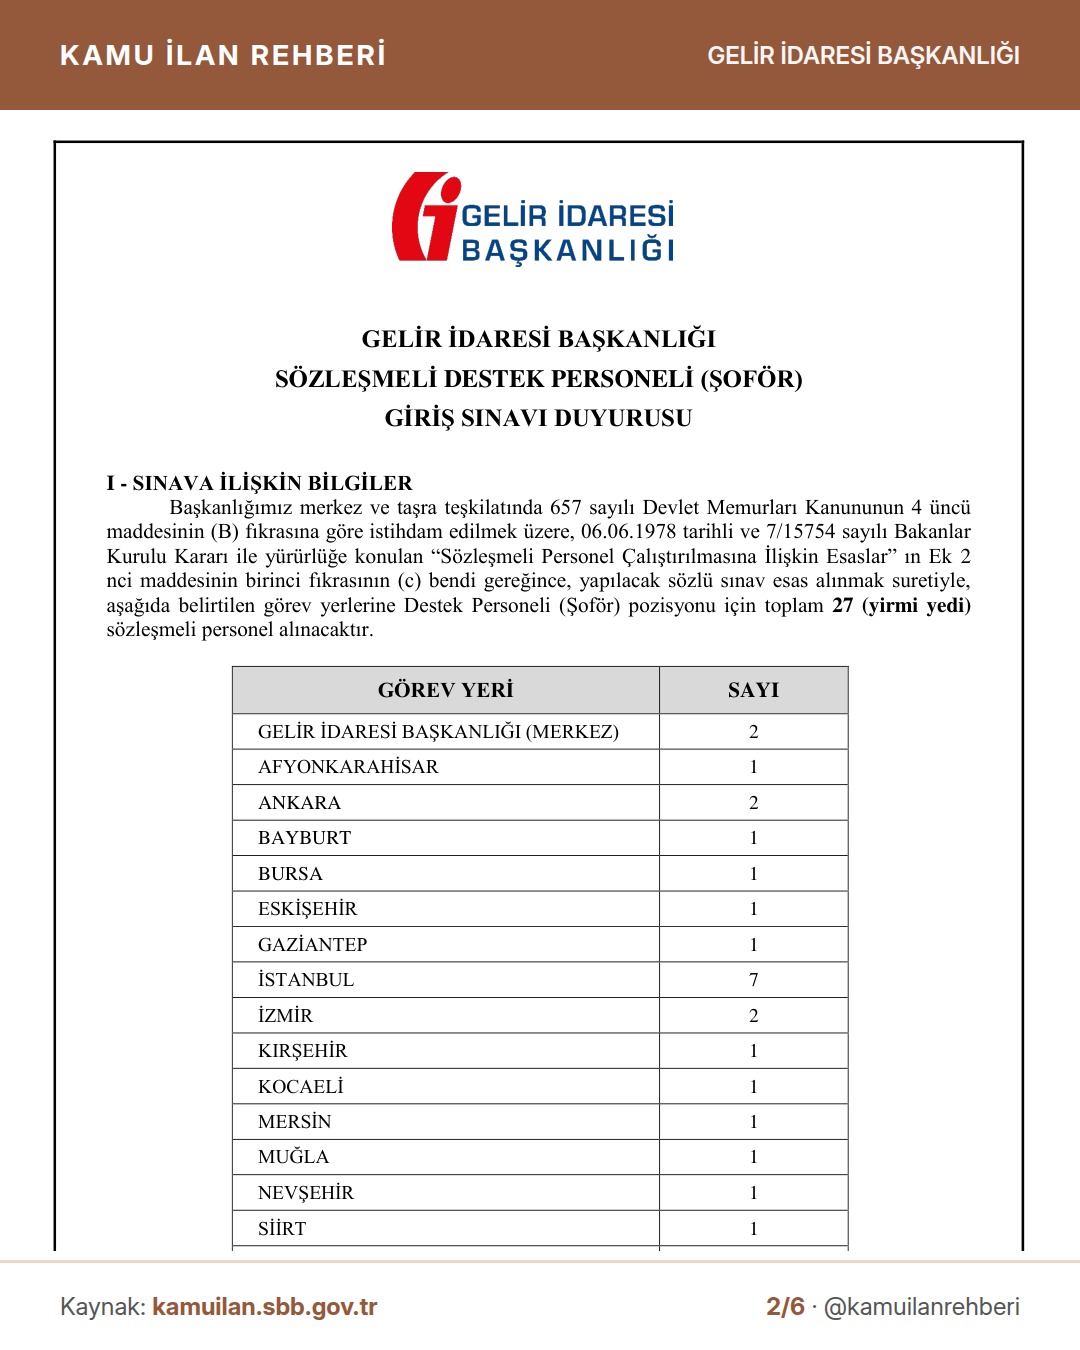 KAMU İLAN REHBERİ
GELİR İDARESİ BAŞKANLIĞI
GELİR İDARESİ
BAŞKANLIĞI
GELİR İDARESİ BAŞKANLIĞI
SÖZLEŞMELİ DESTEK PERSONELİ (ŞOFÖR)
GİRİŞ SINAVI DUYURUSU
I - SINAVA İLİŞKİN BİLGİLER
Başkanlığımız merkez ve taşra teşkilatında 657 sayılı Devlet Memurları Kanununun 4 üncü
maddesinin (B) fıkrasına göre istihdam edilmek üzere, 06.06.1978 tarihli ve 7/15754 sayılı Bakanlar
Kurulu Kararı ile yürürlüğe konulan “Sözleşmeli Personel Çalıştırılmasına İlişkin Esaslar” ın Ek 2
nci maddesinin birinci fıkrasının (c) bendi gereğince, yapılacak sözlü sınav esas alınmak suretiyle,
aşağıda belirtilen görev yerlerine Destek Personeli (Şoför) pozisyonu için toplam 27 (yirmi yedi)
sözleşmeli personel alınacaktır.
GÖREV YERİ SAYI
GELİR İDARESİ BAŞKANLIĞI (MERKEZ) 2
AFYONKARAHİSAR 1
ANKARA 2
BAYBURT 1
BURSA 1
ESKİŞEHİR 1
GAZİANTEP 1
İSTANBUL 7
İZMİR 2
KIRŞEHİR 1
KOCAELİ 1
MERSİN 1
MUĞLA 1
NEVŞEHİR 1
SİİRT 1
Kaynak: kamuilan.sbb.gov.tr
2/6 · @kamuilanrehberi